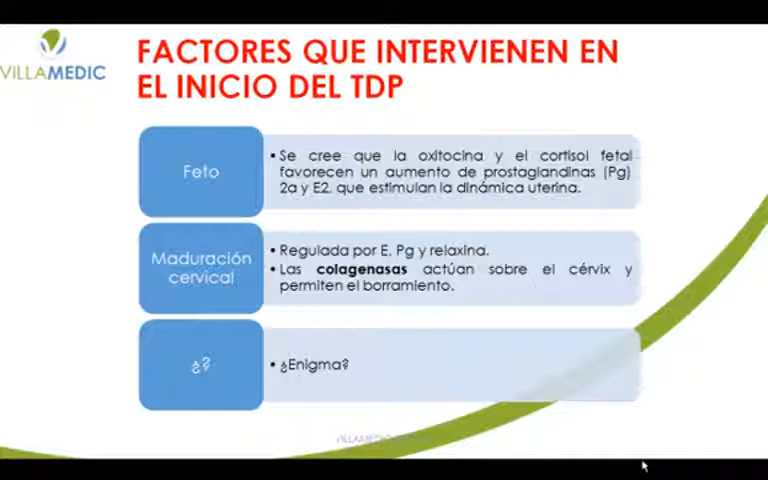 VILLAMEDIC
FACTORES QUE INTERVIENEN EN
EL INICIO DEL TDP
Feto
• Se cree que la oxitocina y el cortisol fetal
favorecen un aumento de prostaglandinas (Pg)
2a y E2, que estimulan la dinámica uterina.
Maduración
cervical
• Regulada por E, Pg y relaxina.
• Las colagenasas actúan sobre el cérvix y
permiten el borramiento.
¿?
• ¿Enigma?